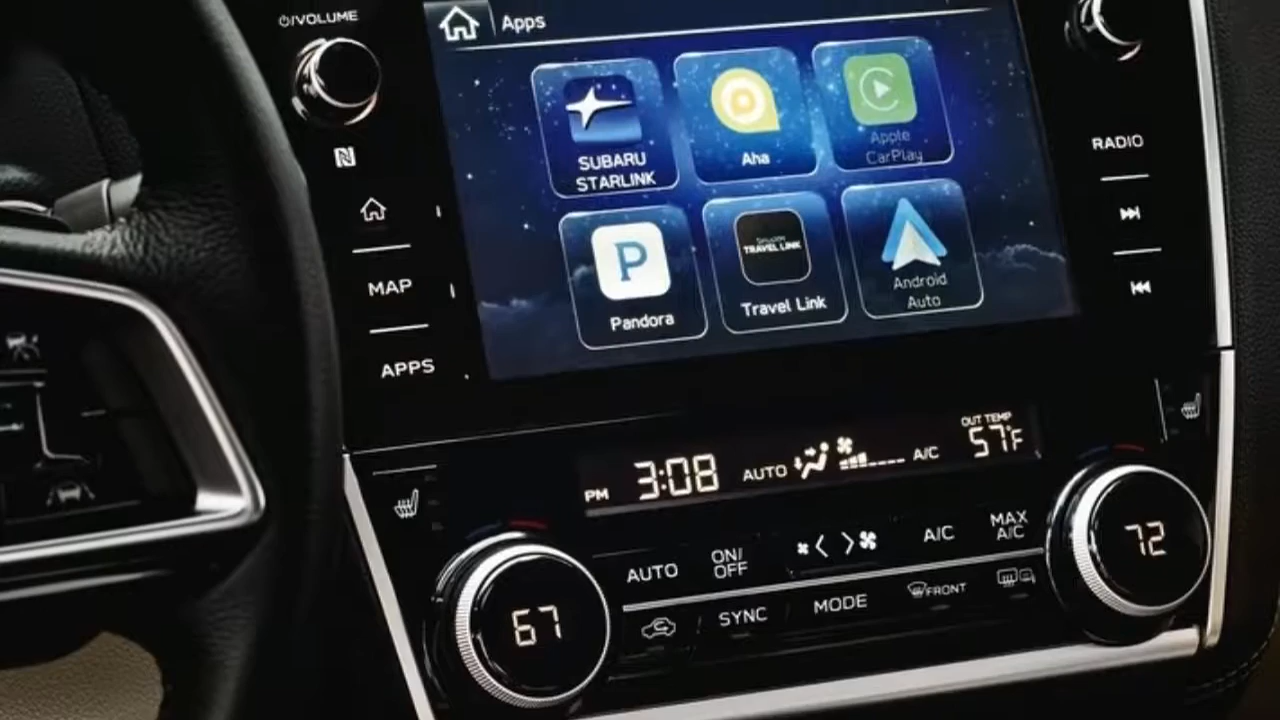 ⏻/VOLUME
Apps
SUBARU
STARLINK
Aha
Apple
CarPlay
P
Pandora
TRAVEL LINK
Travel Link
Android
Auto
MAP
APPS
RADIO
PM 3:08 AUTO A/C
OUT TEMP
57°F
67
AUTO
ON/
OFF
A/C
MAX
A/C
SYNC
MODE
FRONT
72